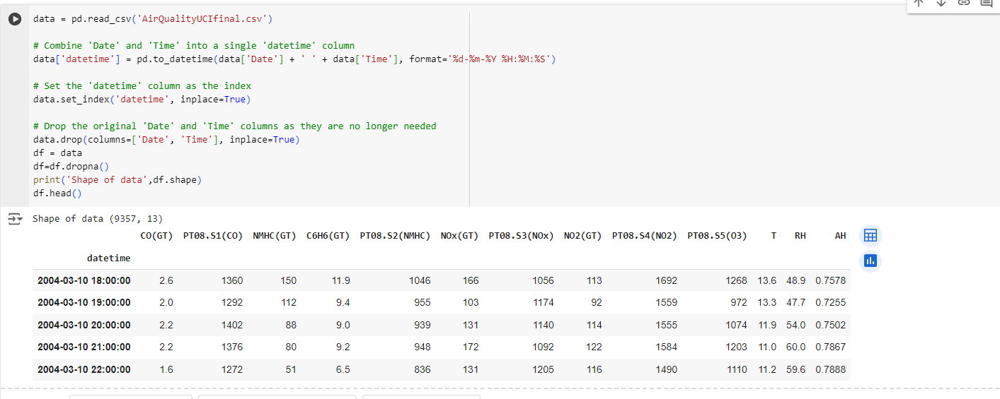 data = pd.read_csv('AirQualityUCIfinal.csv')
# Combine 'Date' and 'Time' into a single 'datetime' column
data['datetime'] = pd.to_datetime(data['Date'] + ' ' + data['Time'], format='%d-%m-%Y %H:%M:%S')
# Set the 'datetime' column as the index
data.set_index('datetime', inplace=True)
# Drop the original 'Date' and 'Time' columns as they are no longer needed
data.drop(columns=['Date', 'Time'], inplace=True)
df = data
df=df.dropna()
print('Shape of data',df.shape)
df.head()
Shape of data (9357, 13)
CO(GT) PT08.S1(CO) NMHC(GT) C6H6(GT) PT08.S2(NMHC) NOx(GT) PT08.S3(NOx) NO2(GT) PT08.S4(NO2) PT08.S5(O3) T RH AH
datetime
2004-03-10 18:00:00 2.6 1360 150 11.9 1046 166 1056 113 1692 1268 13.6 48.9 0.7578
2004-03-10 19:00:00 2.0 1292 112 9.4 955 103 1174 92 1559 972 13.3 47.7 0.7255
2004-03-10 20:00:00 2.2 1402 88 9.0 939 131 1140 114 1555 1074 11.9 54.0 0.7502
2004-03-10 21:00:00 2.2 1376 80 9.2 948 172 1092 122 1584 1203 11.0 60.0 0.7867
2004-03-10 22:00:00 1.6 1272 51 6.5 836 131 1205 116 1490 1110 11.2 59.6 0.7888